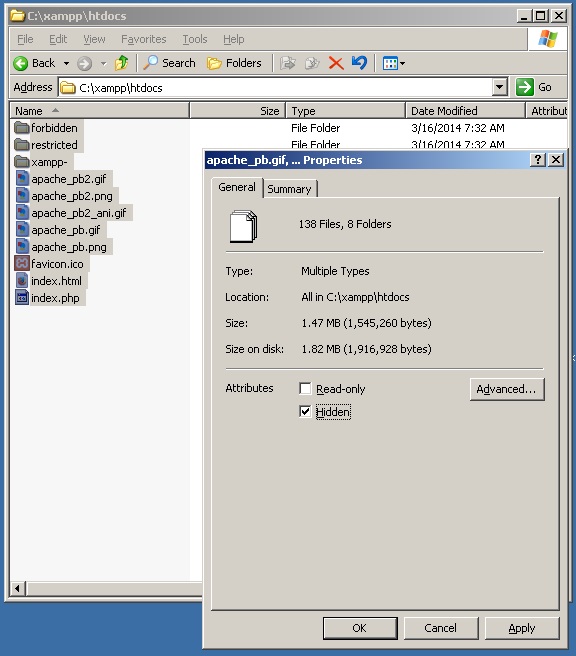 C:\xampp\htdocs
File Edit View Favorites Tools Help
Back Search Folders
Address C:\xampp\htdocs Go
Name Size Type Date Modified Attribut
forbidden File Folder 3/16/2014 7:32 AM
restricted File Folder 3/16/2014 7:32 AM
xampp-
apache_pb2.gif
apache_pb2.png
apache_pb2_ani.gif
apache_pb.gif
apache_pb.png
favicon.ico
index.html
index.php
apache_pb.gif, ... Properties
General Summary
138 Files, 8 Folders
Type: Multiple Types
Location: All in C:\xampp\htdocs
Size: 1.47 MB (1,545,260 bytes)
Size on disk: 1.82 MB (1,916,928 bytes)
Attributes Read-only Advanced...
Hidden
OK Cancel Apply